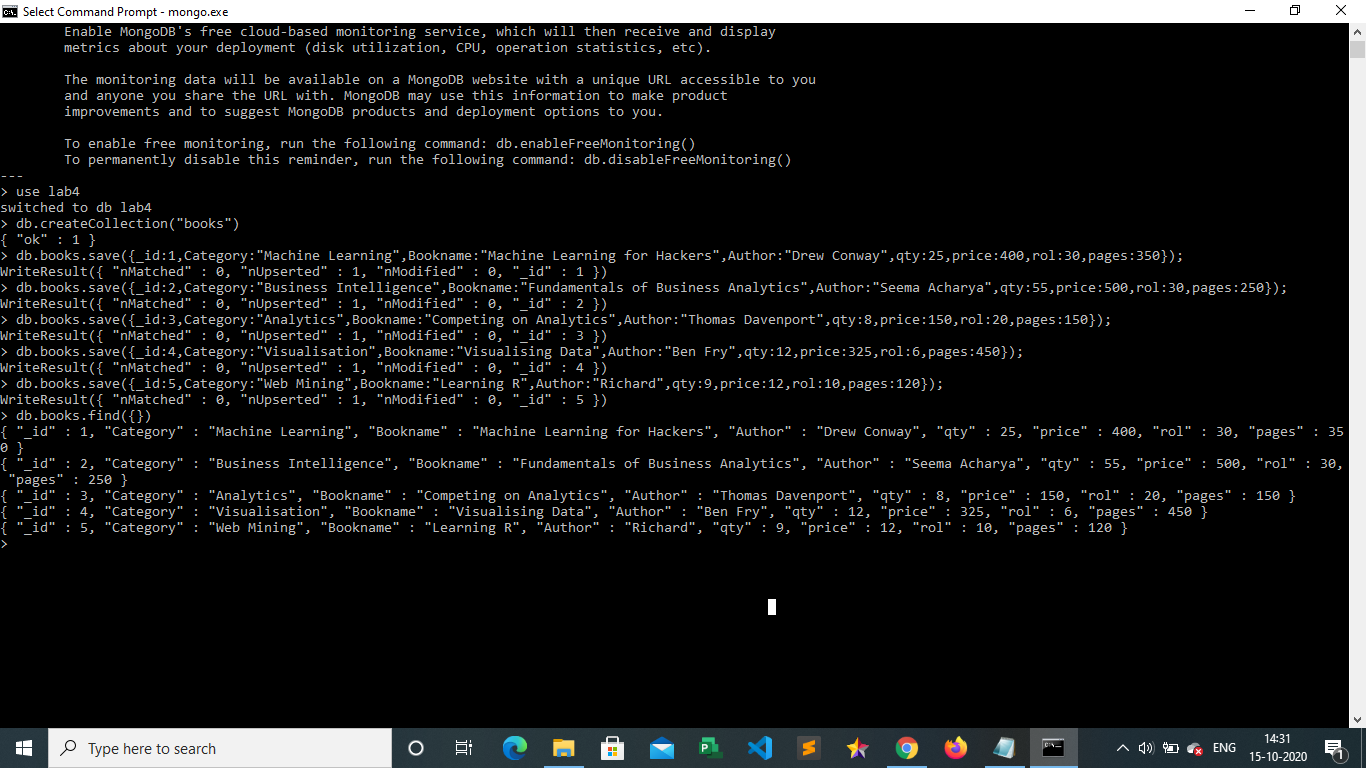 Select Command Prompt - mongo.exe
Enable MongoDB's free cloud-based monitoring service, which will then receive and display
metrics about your deployment (disk utilization, CPU, operation statistics, etc).
The monitoring data will be available on a MongoDB website with a unique URL accessible to you
and anyone you share the URL with. MongoDB may use this information to make product
improvements and to suggest MongoDB products and deployment options to you.
To enable free monitoring, run the following command: db.enableFreeMonitoring()
To permanently disable this reminder, run the following command: db.disableFreeMonitoring()
---
> use lab4
switched to db lab4
> db.createCollection("books")
{ "ok" : 1 }
> db.books.save({_id:1,Category:"Machine Learning",Bookname:"Machine Learning for Hackers",Author:"Drew Conway",qty:25,price:400,rol:30,pages:350});
WriteResult({ "nMatched" : 0, "nUpserted" : 1, "nModified" : 0, "_id" : 1 })
> db.books.save({_id:2,Category:"Business Intelligence",Bookname:"Fundamentals of Business Analytics",Author:"Seema Acharya",qty:55,price:500,rol:30,pages:250});
WriteResult({ "nMatched" : 0, "nUpserted" : 1, "nModified" : 0, "_id" : 2 })
> db.books.save({_id:3,Category:"Analytics",Bookname:"Competing on Analytics",Author:"Thomas Davenport",qty:8,price:150,rol:20,pages:150});
WriteResult({ "nMatched" : 0, "nUpserted" : 1, "nModified" : 0, "_id" : 3 })
> db.books.save({_id:4,Category:"Visualisation",Bookname:"Visualising Data",Author:"Ben Fry",qty:12,price:325,rol:6,pages:450});
WriteResult({ "nMatched" : 0, "nUpserted" : 1, "nModified" : 0, "_id" : 4 })
> db.books.save({_id:5,Category:"Web Mining",Bookname:"Learning R",Author:"Richard",qty:9,price:12,rol:10,pages:120});
WriteResult({ "nMatched" : 0, "nUpserted" : 1, "nModified" : 0, "_id" : 5 })
> db.books.find({})
{ "_id" : 1, "Category" : "Machine Learning", "Bookname" : "Machine Learning for Hackers", "Author" : "Drew Conway", "qty" : 25, "price" : 400, "rol" : 30, "pages" : 35
0 }
{ "_id" : 2, "Category" : "Business Intelligence", "Bookname" : "Fundamentals of Business Analytics", "Author" : "Seema Acharya", "qty" : 55, "price" : 500, "rol" : 30,
"pages" : 250 }
{ "_id" : 3, "Category" : "Analytics", "Bookname" : "Competing on Analytics", "Author" : "Thomas Davenport", "qty" : 8, "price" : 150, "rol" : 20, "pages" : 150 }
{ "_id" : 4, "Category" : "Visualisation", "Bookname" : "Visualising Data", "Author" : "Ben Fry", "qty" : 12, "price" : 325, "rol" : 6, "pages" : 450 }
{ "_id" : 5, "Category" : "Web Mining", "Bookname" : "Learning R", "Author" : "Richard", "qty" : 9, "price" : 12, "rol" : 10, "pages" : 120 }
>
Type here to search
ENG
14:31
15-10-2020
1